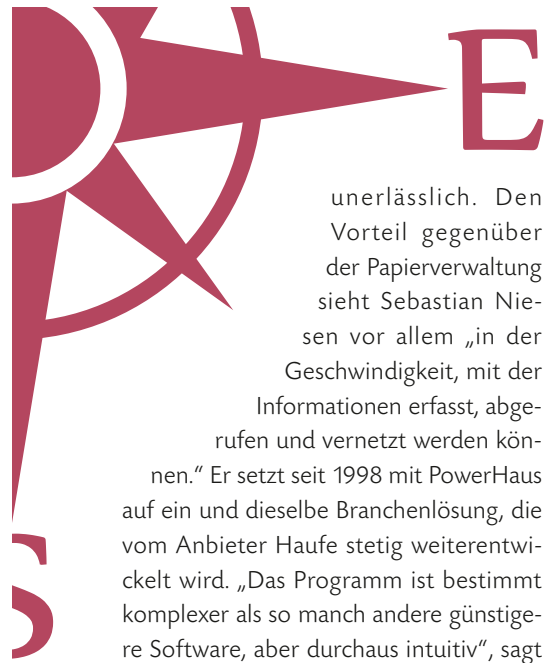 E
unerlässlich. Den
Vorteil gegenüber
der Papierverwaltung
sieht Sebastian Nie-
sen vor allem „in der
Geschwindigkeit, mit der
Informationen erfasst, abge-
rufen und vernetzt werden kön-
nen.“ Er setzt seit 1998 mit PowerHaus
auf ein und dieselbe Branchenlösung, die
vom Anbieter Haufe stetig weiterentwi-
ckelt wird. „Das Programm ist bestimmt
komplexer als so manch andere günstige-
re Software, aber durchaus intuitiv“, sagt
S